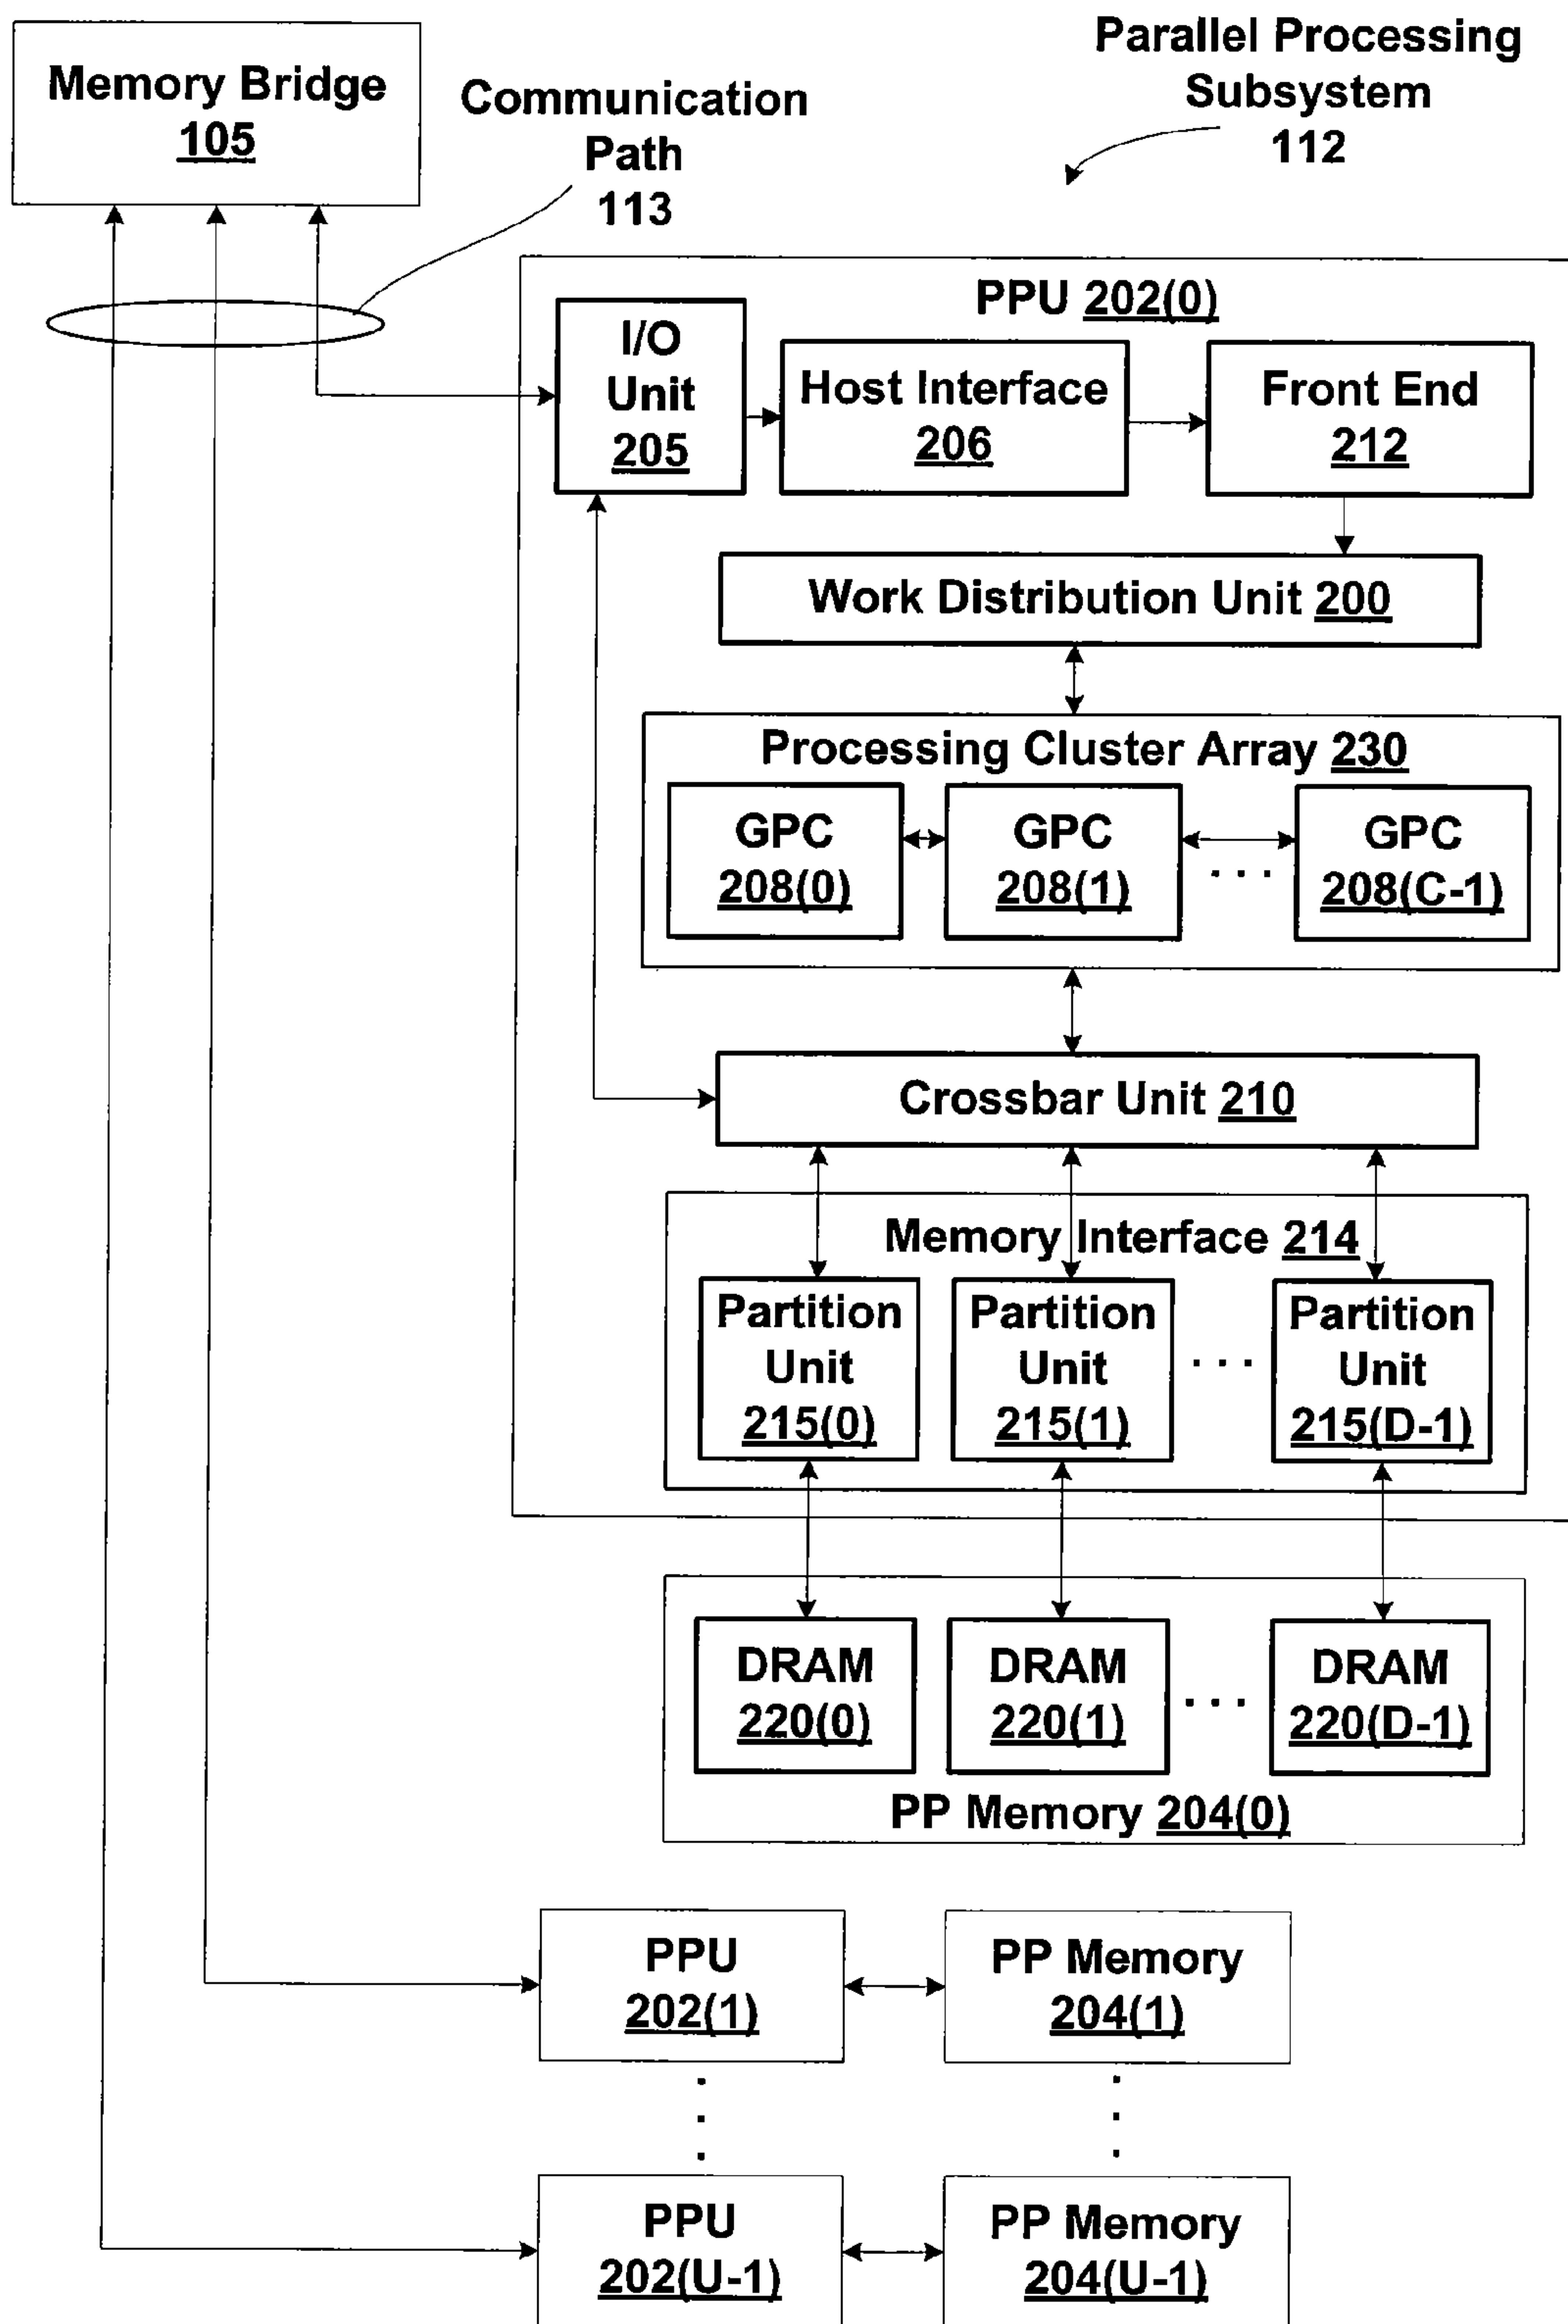 Memory Bridge
105
Communication
Path
113
Parallel Processing
Subsystem
112
PPU 202(0)
I/O
Unit
205
Host Interface
206
Front End
212
Work Distribution Unit 200
Processing Cluster Array 230
GPC
208(0)
GPC
208(1)
. . .
GPC
208(C-1)
Crossbar Unit 210
Memory Interface 214
Partition
Unit
215(0)
Partition
Unit
215(1)
. . .
Partition
Unit
215(D-1)
DRAM
220(0)
DRAM
220(1)
. . .
DRAM
220(D-1)
PP Memory 204(0)
PPU
202(1)
PP Memory
204(1)
PPU
202(U-1)
PP Memory
204(U-1)